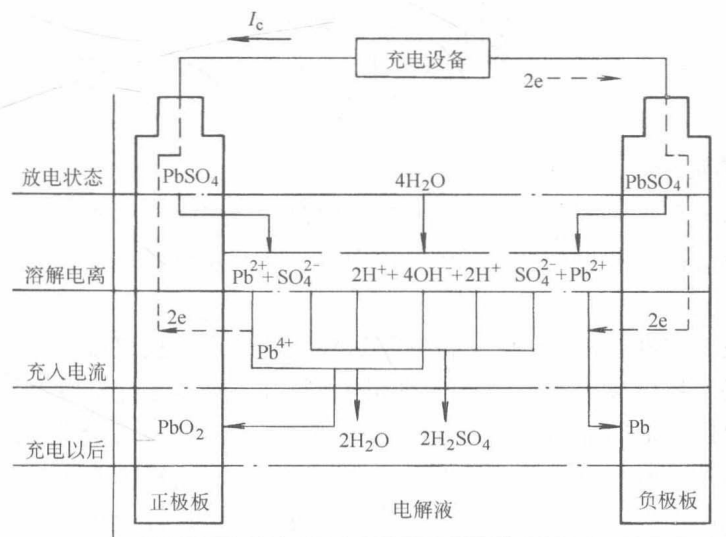 I_c
充电设备
2e
放电状态
PbSO₄
4H₂O
PbSO₄
溶解电离
Pb²⁺+SO₄²⁻
2H⁺+4OH⁻+2H⁺
SO₄²⁻+Pb²⁺
2e
2e
Pb⁴⁺
充入电流
PbO₂
Pb
充电以后
2H₂O
2H₂SO₄
正极板
电解液
负极板